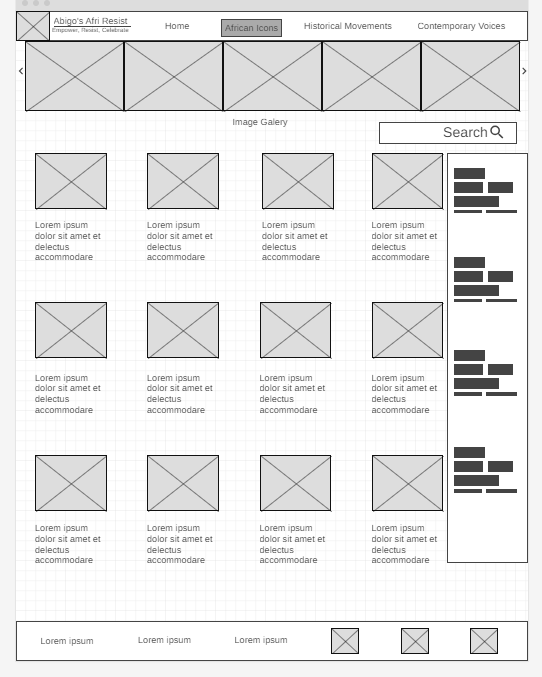 Abigo's Afri Resist
Empower, Resist, Celebrate
Home
African Icons
Historical Movements
Contemporary Voices
Image Galery
Search
Lorem ipsum
dolor sit amet et
delectus
accommodare
Lorem ipsum
dolor sit amet et
delectus
accommodare
Lorem ipsum
dolor sit amet et
delectus
accommodare
Lorem ipsum
dolor sit amet et
delectus
accommodare
Lorem ipsum
dolor sit amet et
delectus
accommodare
Lorem ipsum
dolor sit amet et
delectus
accommodare
Lorem ipsum
dolor sit amet et
delectus
accommodare
Lorem ipsum
dolor sit amet et
delectus
accommodare
Lorem ipsum
dolor sit amet et
delectus
accommodare
Lorem ipsum
dolor sit amet et
delectus
accommodare
Lorem ipsum
dolor sit amet et
delectus
accommodare
Lorem ipsum
dolor sit amet et
delectus
accommodare
Lorem ipsum
Lorem ipsum
Lorem ipsum